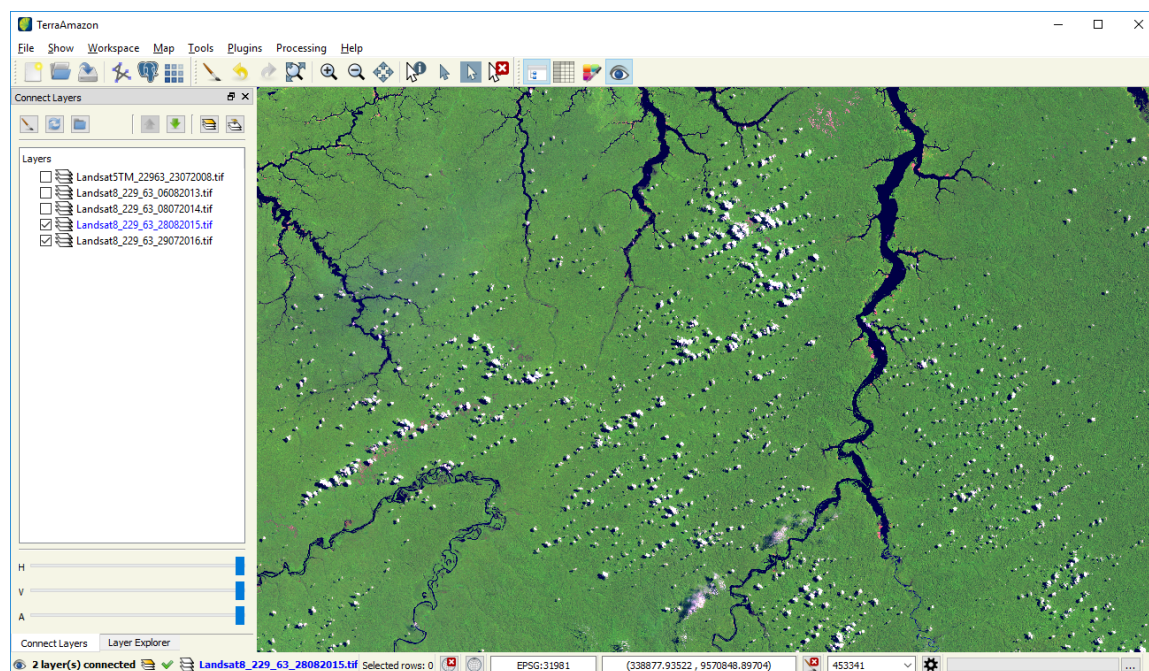 TerraAmazon
File Show Workspace Map Tools Plugins Processing Help
Connect Layers
Layers
Landsat5TM_22963_23072008.tif
Landsat8_229_63_06082013.tif
Landsat8_229_63_08072014.tif
Landsat8_229_63_28082015.tif
Landsat8_229_63_29072016.tif
H
V
A
Connect Layers Layer Explorer
2 layer(s) connected Landsat8_229_63_28082015.tif Selected rows: 0 EPSG:31981 (338877.93522 , 9570848.89704) 453341 ...